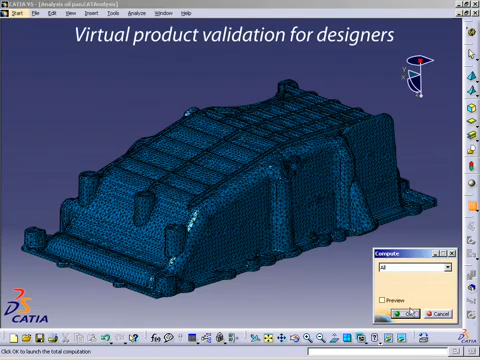 CATIA V5 - [Analysis oil pan.CATAnalysis]
Start File Edit View Insert Tools Analyze Window Help
Virtual product validation for designers
Compute
All
Preview
OK Cancel
CATIA
Click OK to launch the total computation